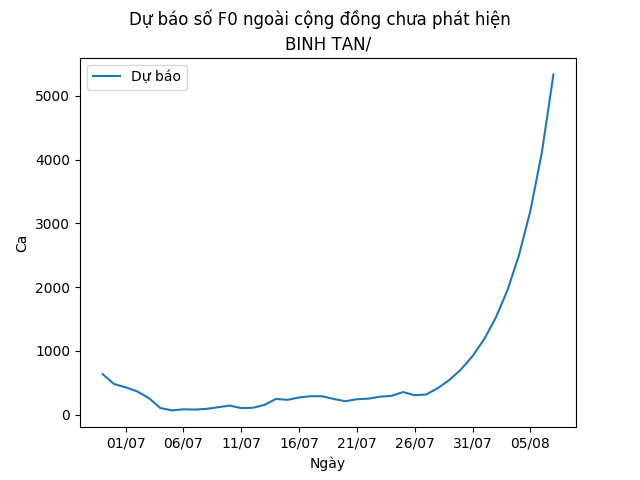 Dự báo số F0 ngoài cộng đồng chưa phát hiện
BINH TAN/
Dự báo
5000
4000
3000
2000
1000
0
Ca
01/07 06/07 11/07 16/07 21/07 26/07 31/07 05/08
Ngày